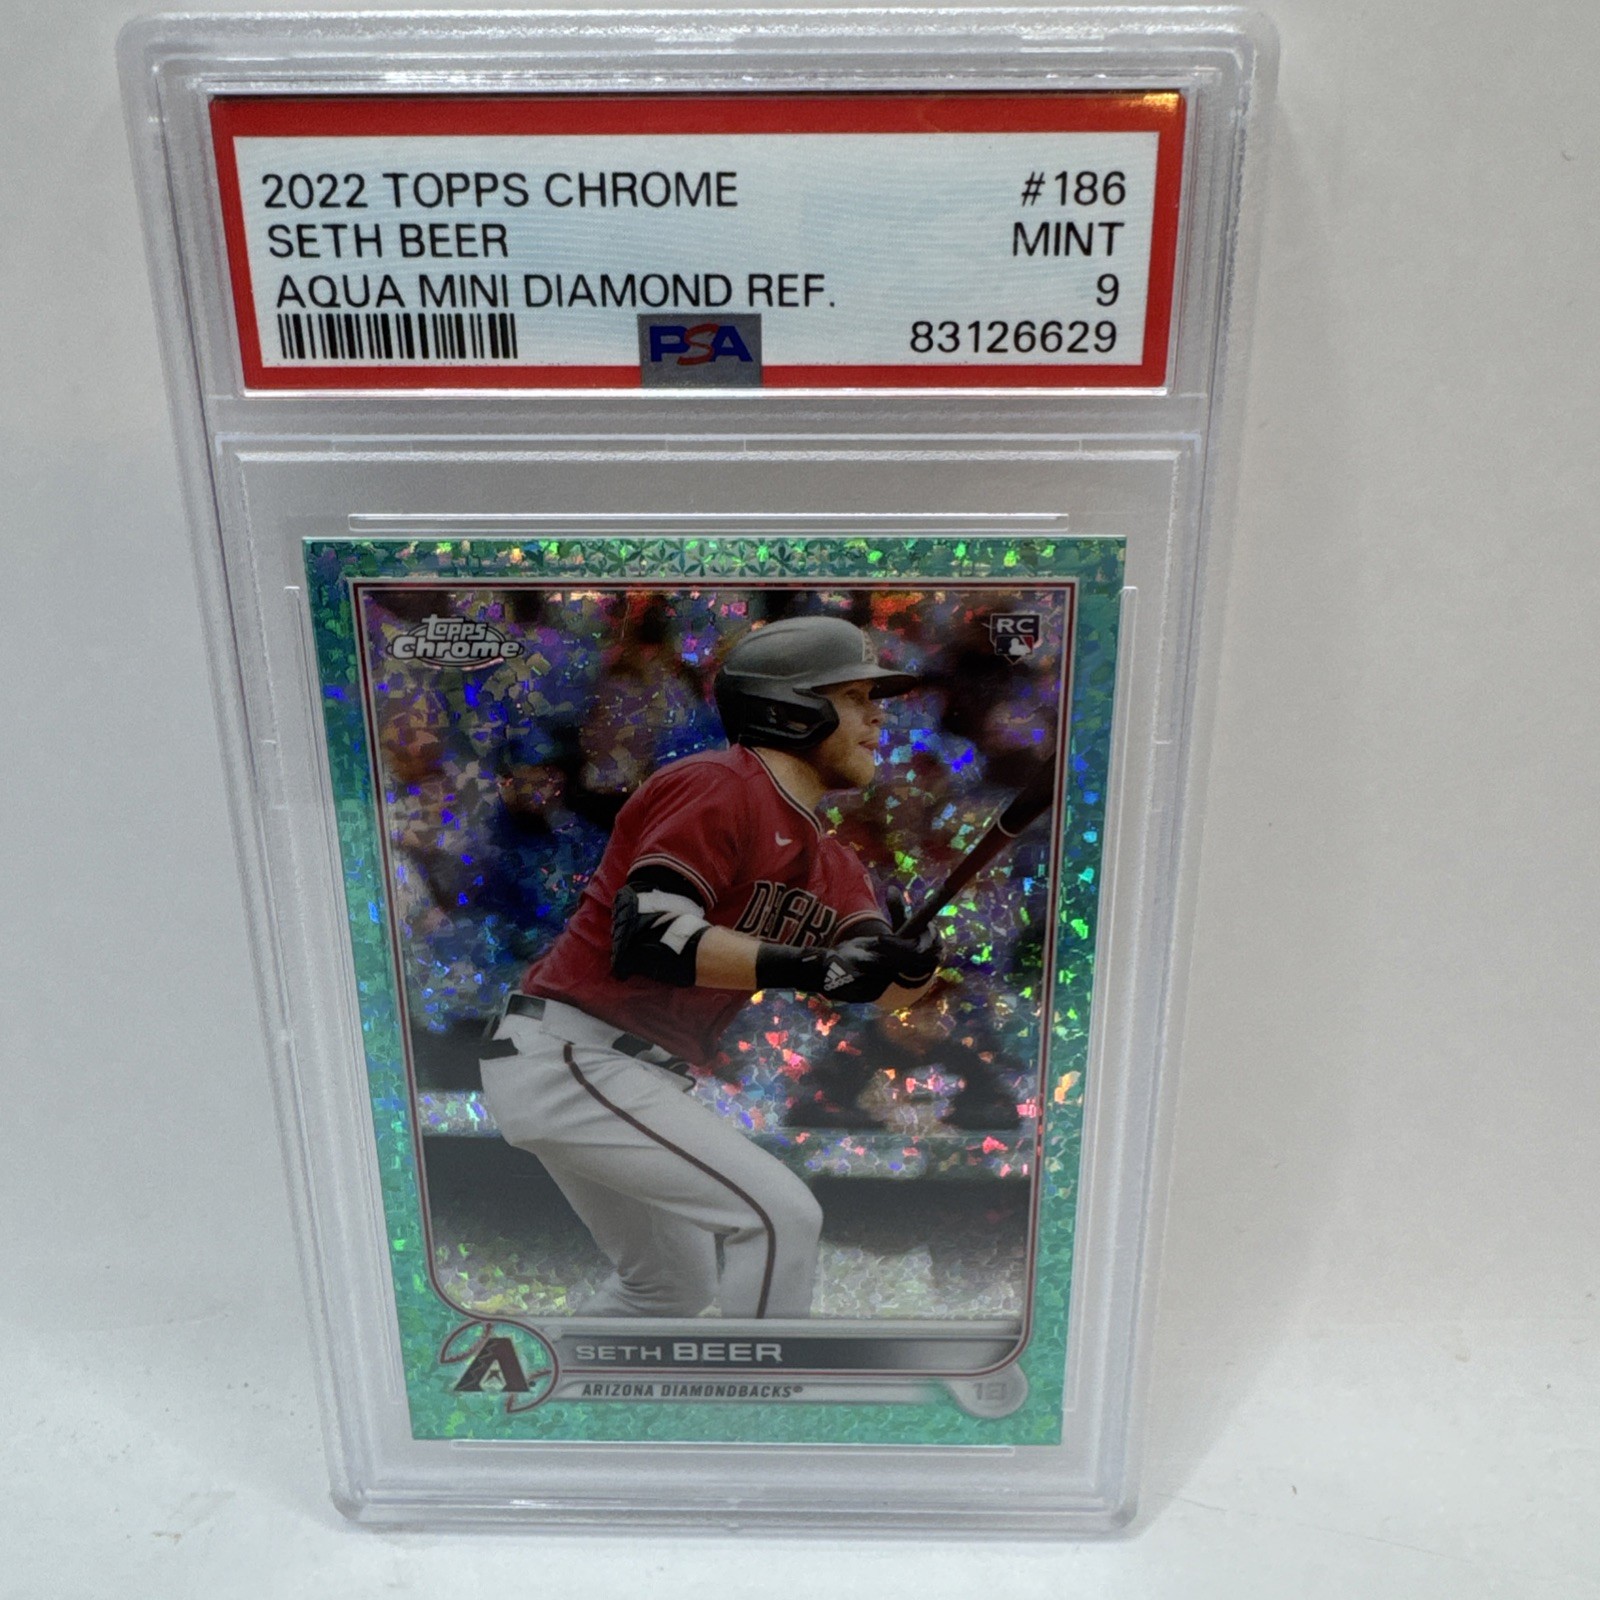 2022 TOPPS CHROME #186
SETH BEER MINT
AQUA MINI DIAMOND REF. 9
PSA 83126629
Topps
Chrome
RC
adidas
SETH BEER
ARIZONA DIAMONDBACKS®